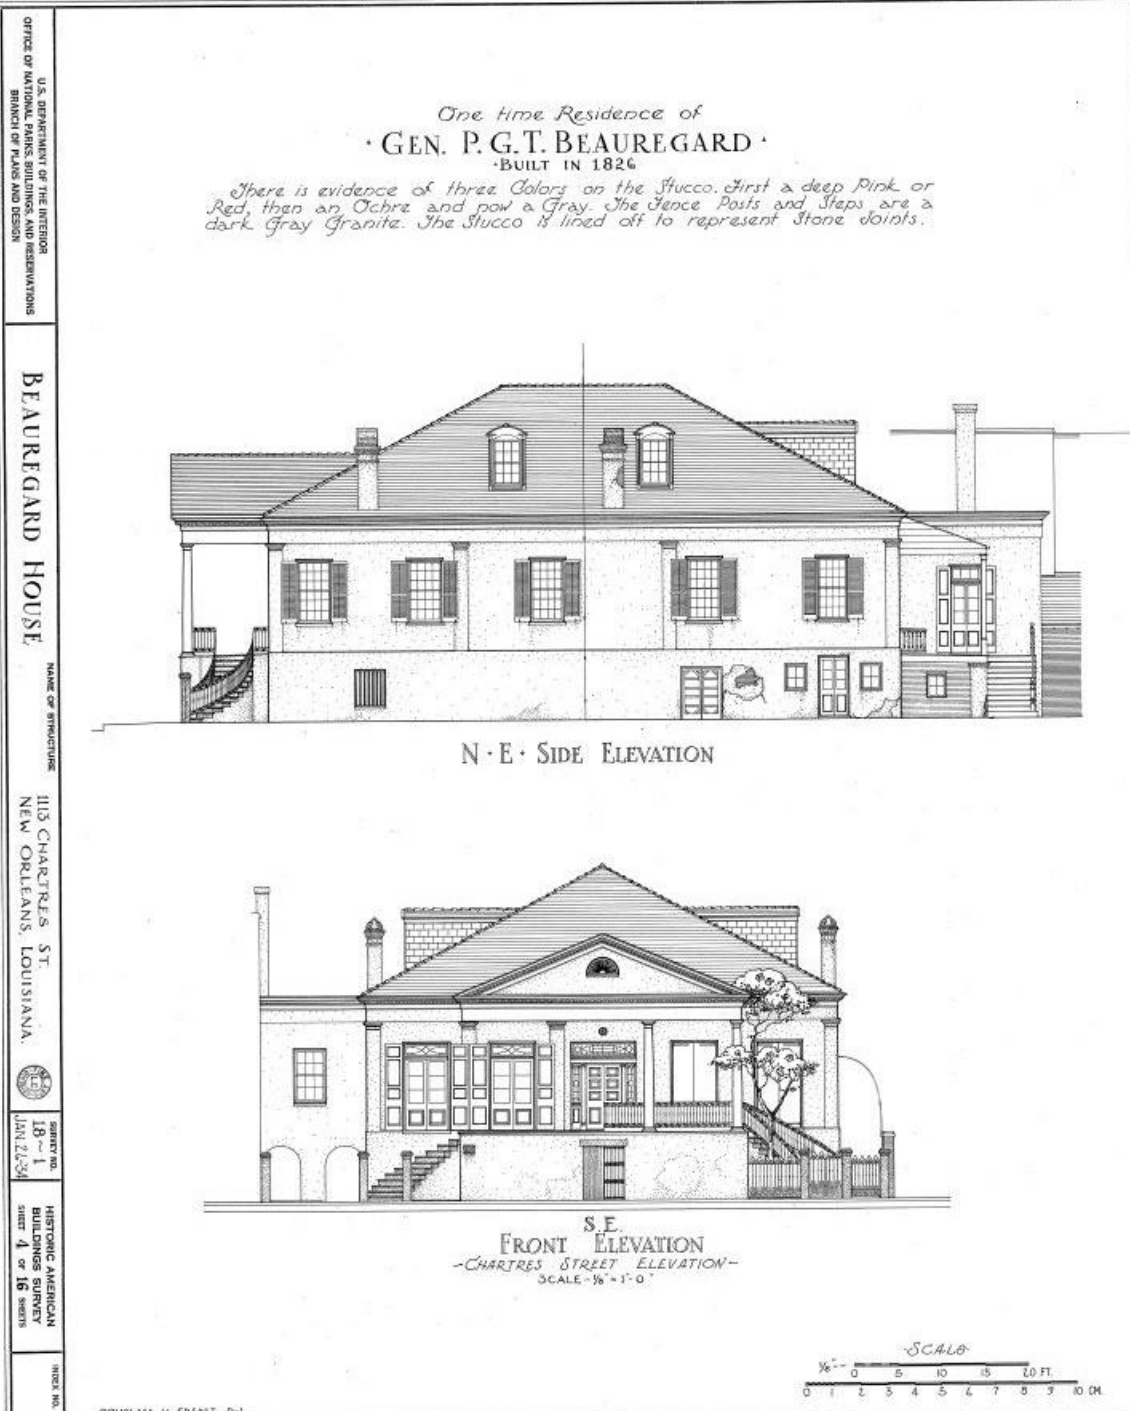 One time Residence of
· GEN. P.G.T. BEAUREGARD ·
·BUILT IN 1826
There is evidence of three Colors on the Stucco. First a deep Pink or
Red, then an Ochre and now a Gray. The Fence Posts and Steps are a
dark Gray Granite. The Stucco is lined off to represent Stone Joints.
N·E· SIDE ELEVATION
S.E.
FRONT ELEVATION
-CHARTRES STREET ELEVATION-
SCALE-⅛"=1'-0"
·SCALE·
⅛"--
0 5 10 15 20 FT.
0 1 2 3 4 5 6 7 8 9 10 CM.
U.S. DEPARTMENT OF THE INTERIOR
OFFICE OF NATIONAL PARKS, BUILDINGS, AND RESERVATIONS
BRANCH OF PLANS AND DESIGN
BEAUREGARD HOUSE
NAME OF STRUCTURE
1113 CHARTRES ST.
NEW ORLEANS, LOUISIANA.
SURVEY NO.
18~1
JAN.26-34
HISTORIC AMERICAN
BUILDINGS SURVEY
SHEET 4 OF 16 SHEETS
INDEX NO.